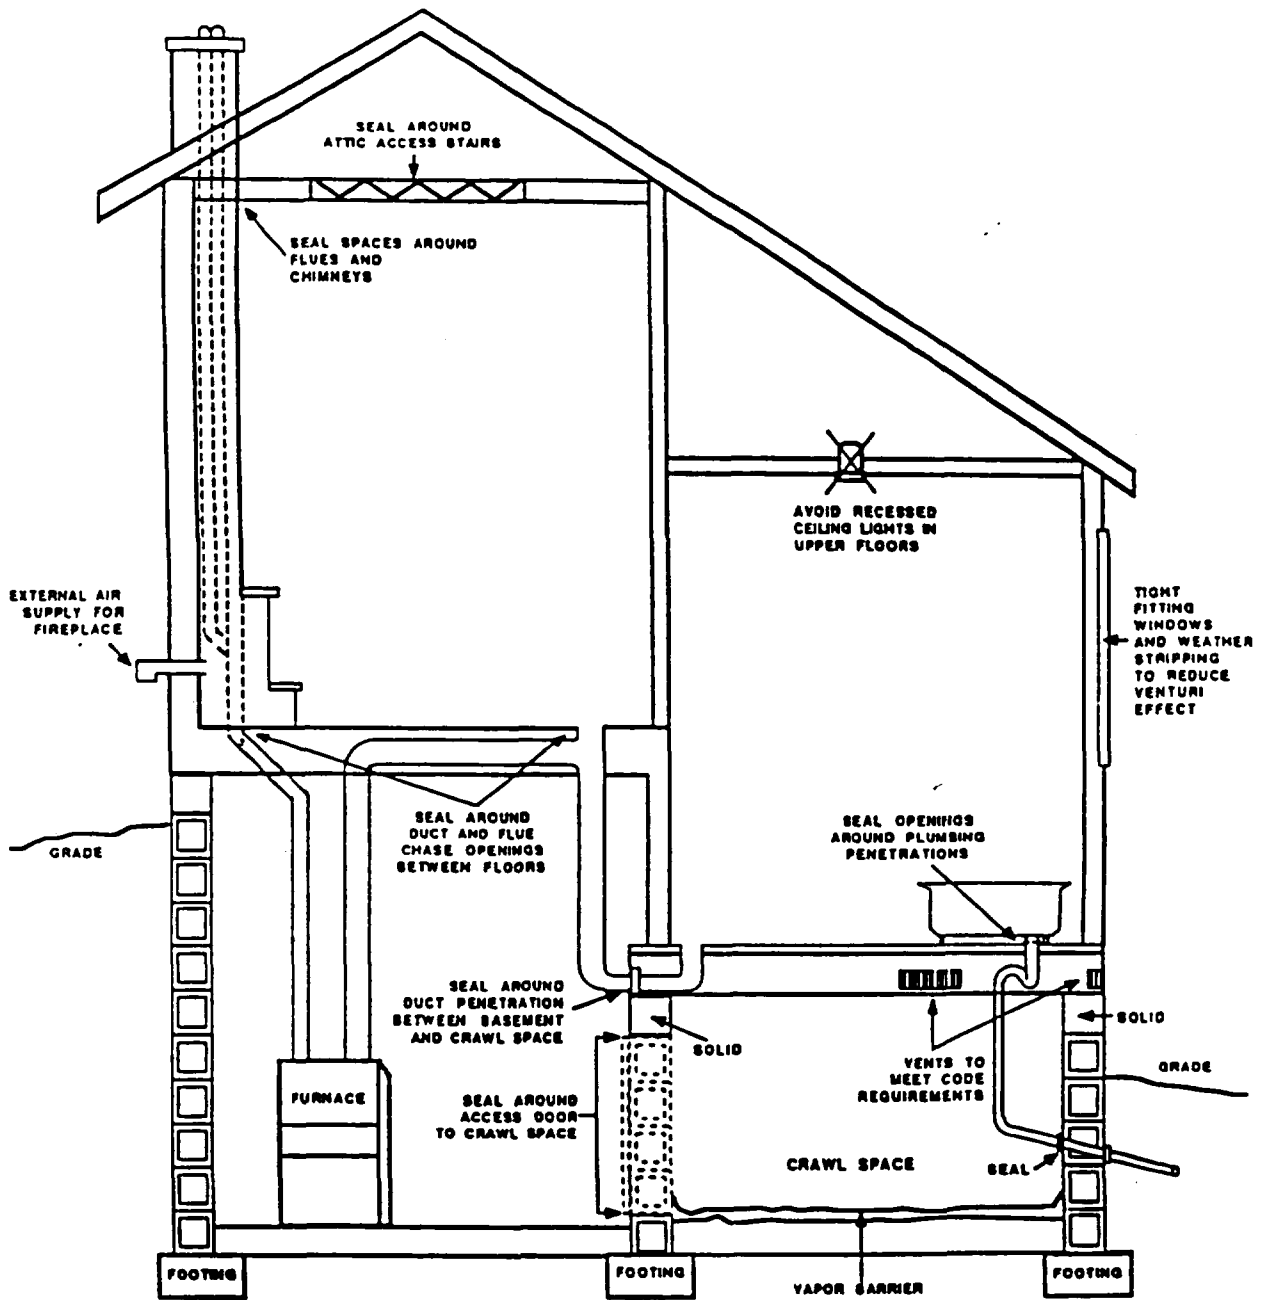 SEAL AROUND
ATTIC ACCESS STAIRS
SEAL SPACES AROUND
FLUES AND
CHIMNEYS
AVOID RECESSED
CEILING LIGHTS IN
UPPER FLOORS
EXTERNAL AIR
SUPPLY FOR
FIREPLACE
TIGHT
FITTING
WINDOWS
AND WEATHER
STRIPPING
TO REDUCE
VENTURI
EFFECT
SEAL AROUND
DUCT AND FLUE
CHASE OPENINGS
BETWEEN FLOORS
GRADE
SEAL OPENINGS
AROUND PLUMBING
PENETRATIONS
SEAL AROUND
DUCT PENETRATION
BETWEEN BASEMENT
AND CRAWL SPACE
SOLID
SOLID
VENTS TO
MEET CODE
REQUIREMENTS
GRADE
FURNACE
SEAL AROUND
ACCESS DOOR
TO CRAWL SPACE
CRAWL SPACE
SEAL
FOOTING
FOOTING
FOOTING
VAPOR BARRIER